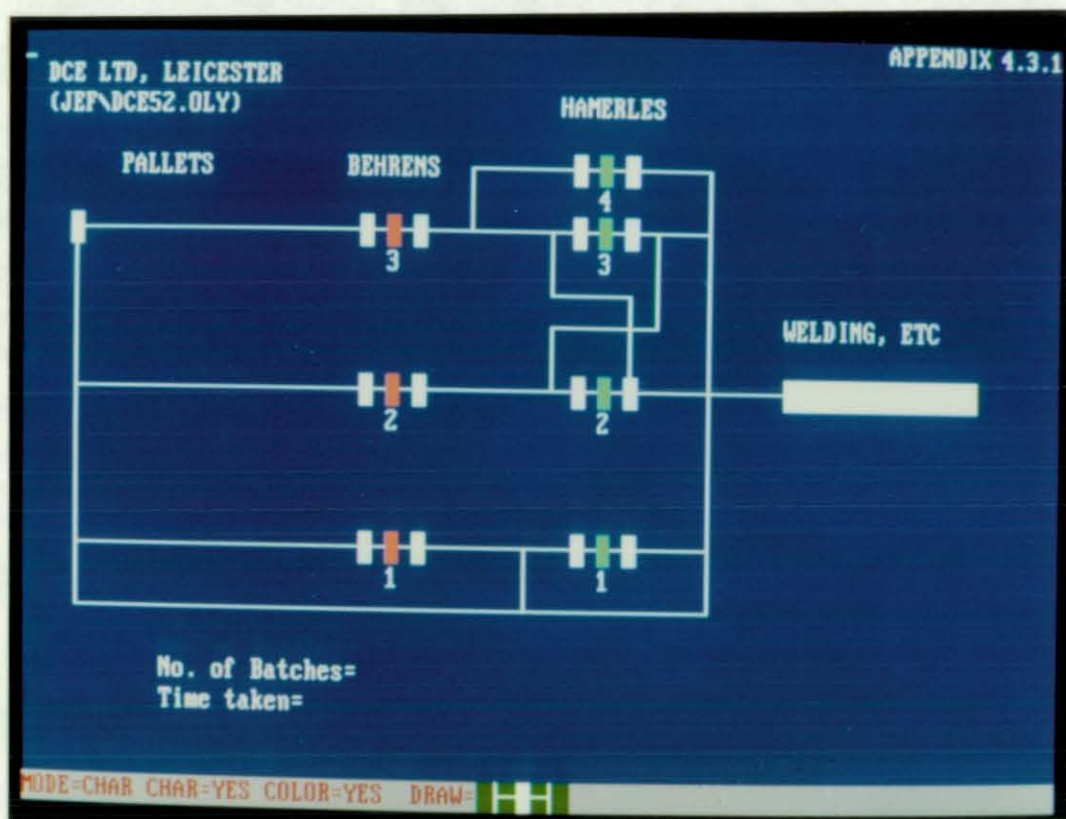 APPENDIX 4.3.1
DCE LTD, LEICESTER
(JEF\DCE52.OLY)
HAMERLES
PALLETS
BEHRENS
4
3
3
WELDING, ETC
2
2
1
1
No. of Batches=
Time taken=
MODE=CHAR CHAR=YES COLOR=YES DRAW=